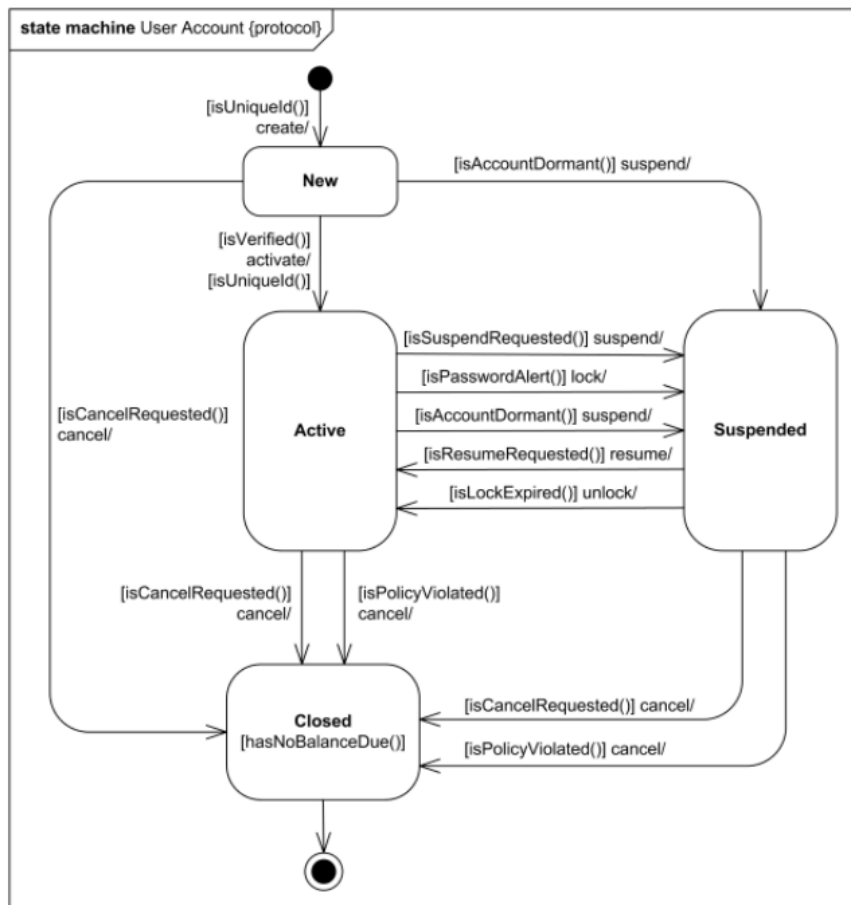 state machine User Account {protocol}
[isUniqueId()]
create/
New
[isAccountDormant()] suspend/
[isVerified()]
activate/
[isUniqueId()]
[isCancelRequested()]
cancel/
Active
[isSuspendRequested()] suspend/
[isPasswordAlert()] lock/
[isAccountDormant()] suspend/
[isResumeRequested()] resume/
[isLockExpired()] unlock/
Suspended
[isCancelRequested()]
cancel/
[isPolicyViolated()]
cancel/
Closed
[hasNoBalanceDue()]
[isCancelRequested()] cancel/
[isPolicyViolated()] cancel/